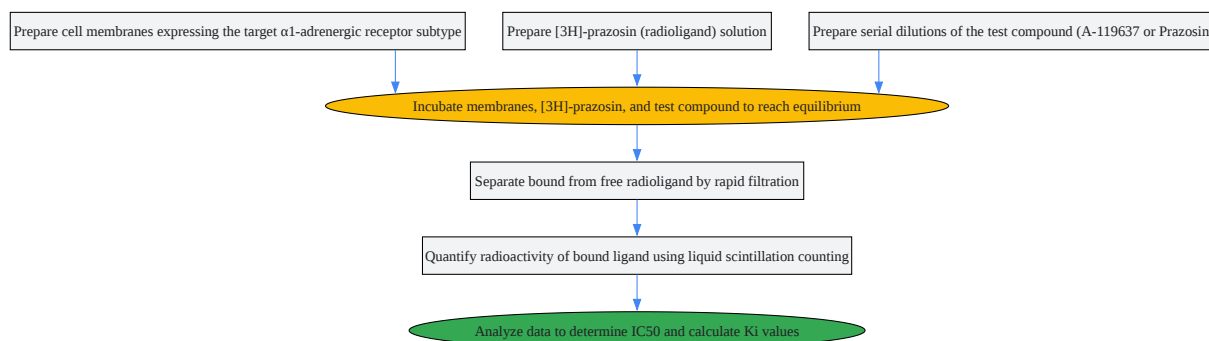 Prepare cell membranes expressing the target α1-adrenergic receptor subtype
Prepare [3H]-prazosin (radioligand) solution
Prepare serial dilutions of the test compound (A-119637 or Prazosin
Incubate membranes, [3H]-prazosin, and test compound to reach equilibrium
Separate bound from free radioligand by rapid filtration
Quantify radioactivity of bound ligand using liquid scintillation counting
Analyze data to determine IC50 and calculate Ki values